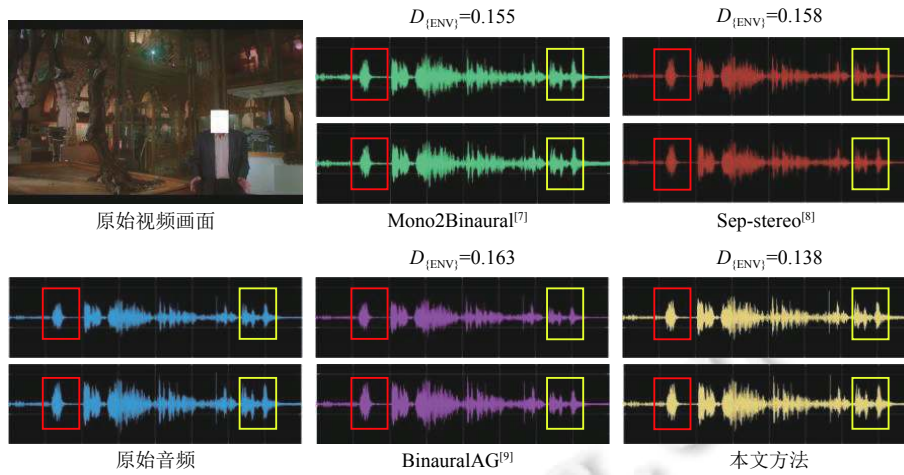 D{ENV}=0.155
D{ENV}=0.158
原始视频画面
Mono2Binaural[7]
Sep-stereo[8]
D{ENV}=0.163
D{ENV}=0.138
原始音频
BinauralAG[9]
本文方法